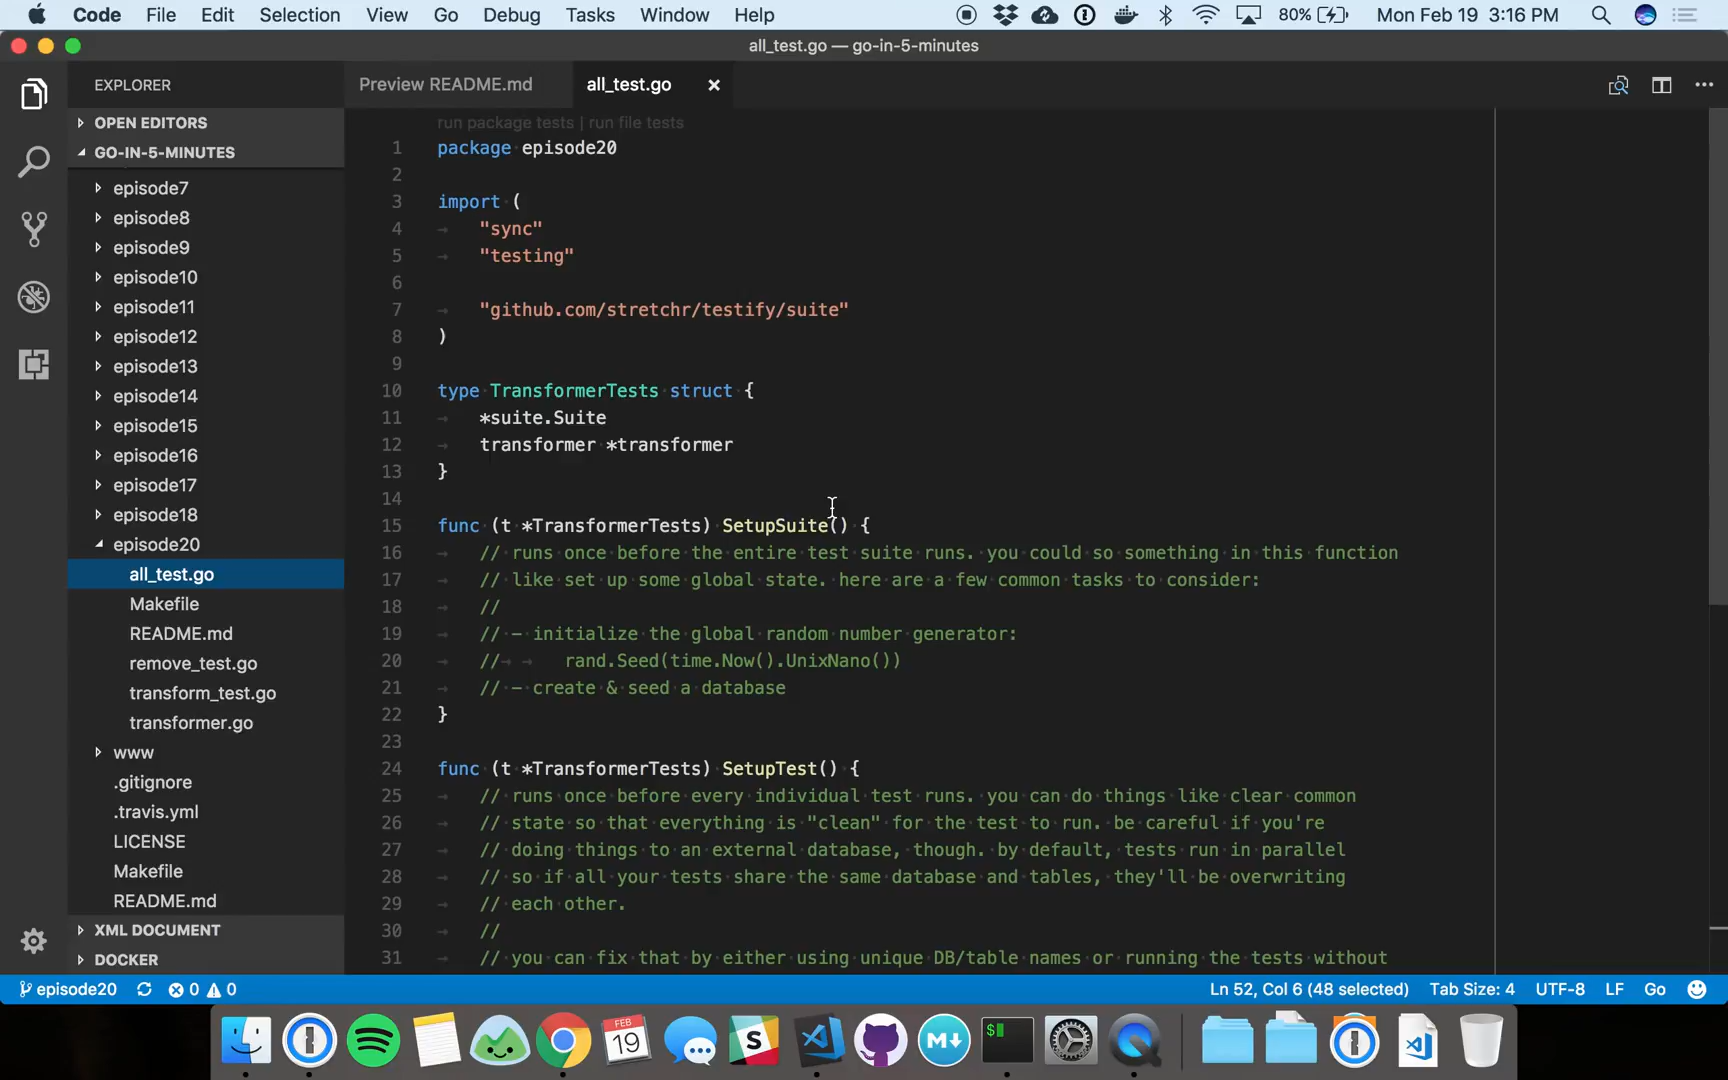 Code File Edit Selection View Go Debug Tasks Window Help 80% Mon Feb 19 3:16 PM
all_test.go — go-in-5-minutes
EXPLORER
Preview README.md
all_test.go
OPEN EDITORS
GO-IN-5-MINUTES
episode7
episode8
episode9
episode10
episode11
episode12
episode13
episode14
episode15
episode16
episode17
episode18
episode20
all_test.go
Makefile
README.md
remove_test.go
transform_test.go
transformer.go
www
.gitignore
.travis.yml
LICENSE
Makefile
README.md
XML DOCUMENT
DOCKER
run package tests | run file tests
1 package episode20
2
3 import (
4 "sync"
5 "testing"
6
7 "github.com/stretchr/testify/suite"
8 )
9
10 type TransformerTests struct {
11 *suite.Suite
12 transformer *transformer
13 }
14
15 func (t *TransformerTests) SetupSuite() {
16 // runs once before the entire test suite runs. you could so something in this function
17 // like set up some global state. here are a few common tasks to consider:
18 //
19 // - initialize the global random number generator:
20 // rand.Seed(time.Now().UnixNano())
21 // - create & seed a database
22 }
23
24 func (t *TransformerTests) SetupTest() {
25 // runs once before every individual test runs. you can do things like clear common
26 // state so that everything is "clean" for the test to run. be careful if you're
27 // doing things to an external database, though. by default, tests run in parallel
28 // so if all your tests share the same database and tables, they'll be overwriting
29 // each other.
30 //
31 // you can fix that by either using unique DB/table names or running the tests without
episode20 0 0 Ln 52, Col 6 (48 selected) Tab Size: 4 UTF-8 LF Go
FEB
19
S
M
$